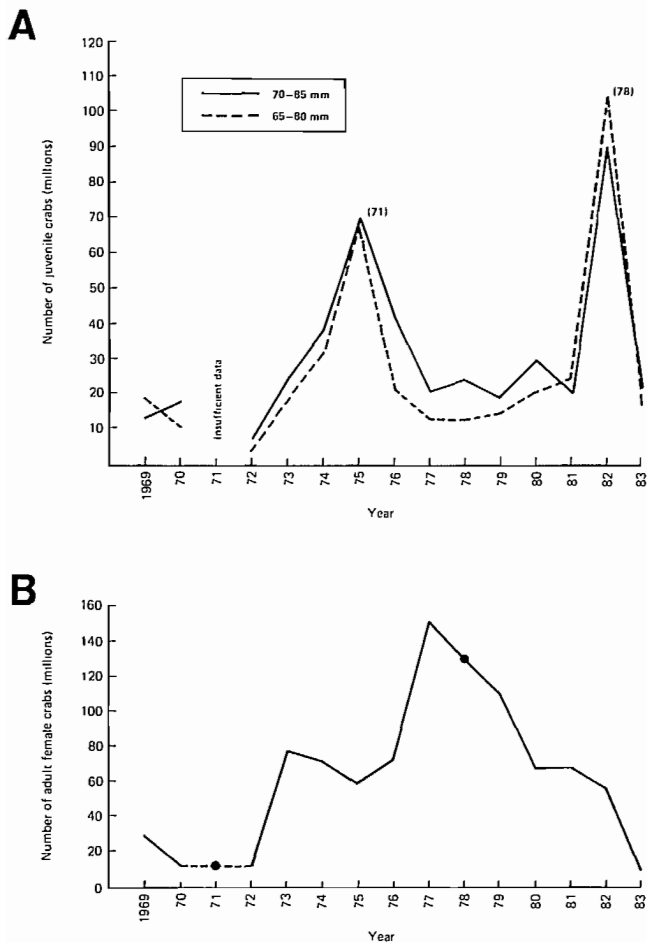 A
Number of juvenile crabs (millions)
120
110
100
90
80
70
60
50
40
30
20
10
70–85 mm
65–80 mm
(71)
(78)
Insufficient data
1969 70 71 72 73 74 75 76 77 78 79 80 81 82 83
Year
B
Number of adult female crabs (millions)
160
140
120
100
80
60
40
20
0
1969 70 71 72 73 74 75 76 77 78 79 80 81 82 83
Year